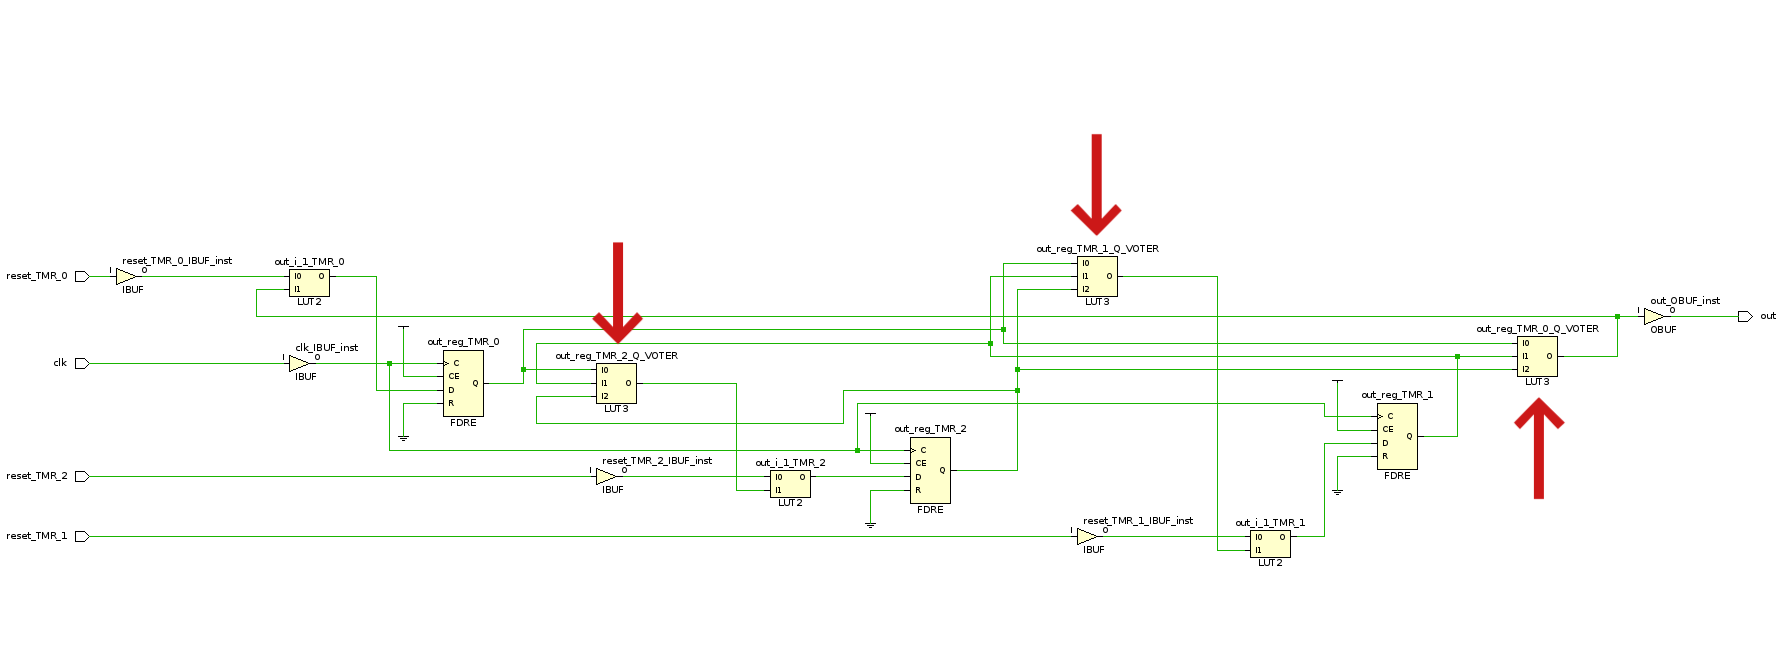 out_reg_TMR_1_Q_VOTER
I0
I1 O
I2
LUT3
reset_TMR_0
I O
reset_TMR_0_IBUF_inst
IBUF
out_i_1_TMR_0
I0 O
I1
LUT2
out_OBUF_inst
I O
OBUF
out
out_reg_TMR_0_Q_VOTER
I0
I1 O
I2
LUT3
clk
clk_IBUF_inst
I O
IBUF
out_reg_TMR_0
C
CE
Q
D
R
FDRE
out_reg_TMR_2_Q_VOTER
I0
I1 O
I2
LUT3
out_reg_TMR_1
C
CE
Q
D
R
FDRE
out_reg_TMR_2
C
CE
Q
D
R
FDRE
reset_TMR_2
reset_TMR_2_IBUF_inst
I O
IBUF
out_i_1_TMR_2
I0 O
I1
LUT2
reset_TMR_1
reset_TMR_1_IBUF_inst
I O
IBUF
out_i_1_TMR_1
I0 O
I1
LUT2